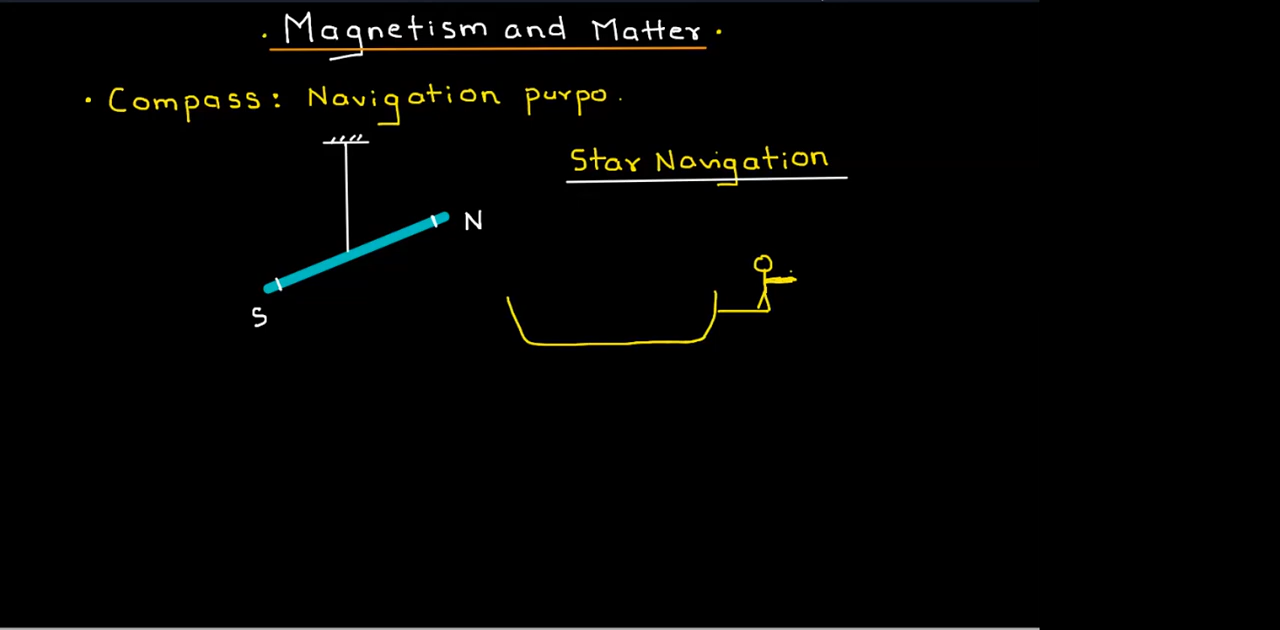 · Magnetism and Matter ·
· Compass: Navigation purpo.
Star Navigation
N
S